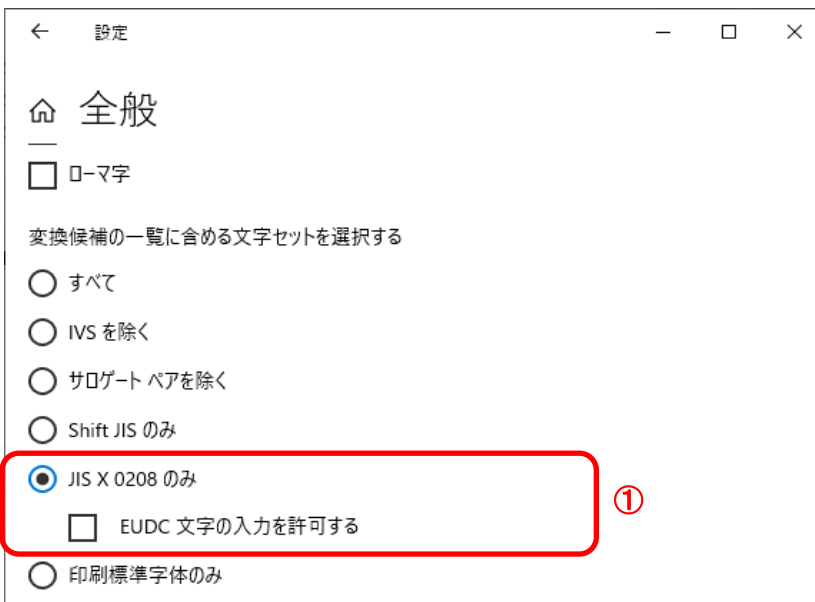 設定
全般
ローマ字
変換候補の一覧に含める文字セットを選択する
すべて
IVS を除く
サロゲート ペアを除く
Shift JIS のみ
JIS X 0208 のみ
①
EUDC 文字の入力を許可する
印刷標準字体のみ